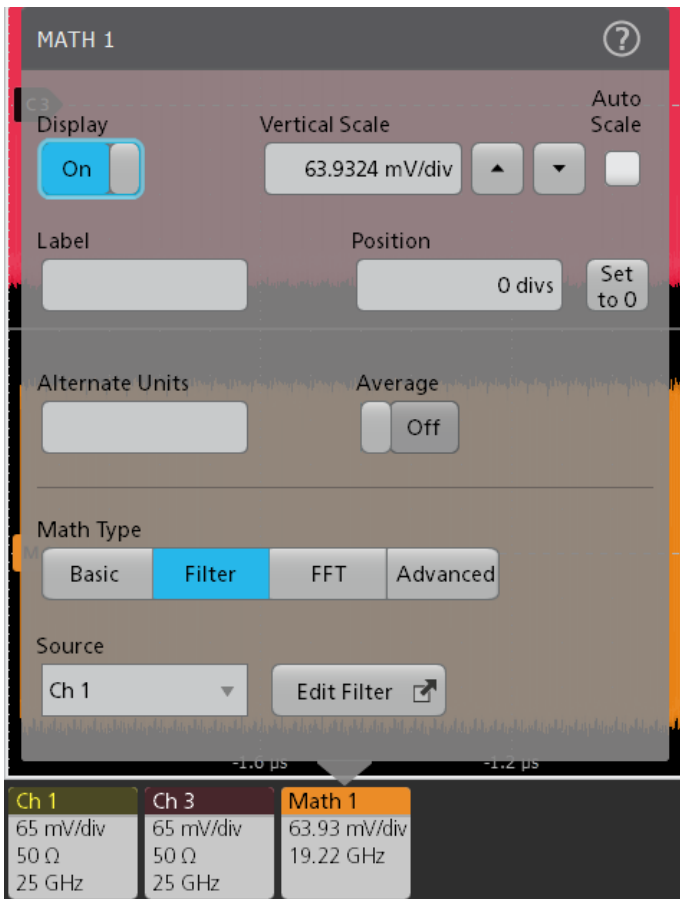 MATH 1
?
C3
Auto
Display Vertical Scale Scale
On 63.9324 mV/div
Label Position
0 divs Set
to 0
Alternate Units Average
Off
Math Type
M
Basic Filter FFT Advanced
Source
Ch 1 Edit Filter
-1.6 µs -1.2 µs
Ch 1 Ch 3 Math 1
65 mV/div 65 mV/div 63.93 mV/div
50 Ω 50 Ω 19.22 GHz
25 GHz 25 GHz